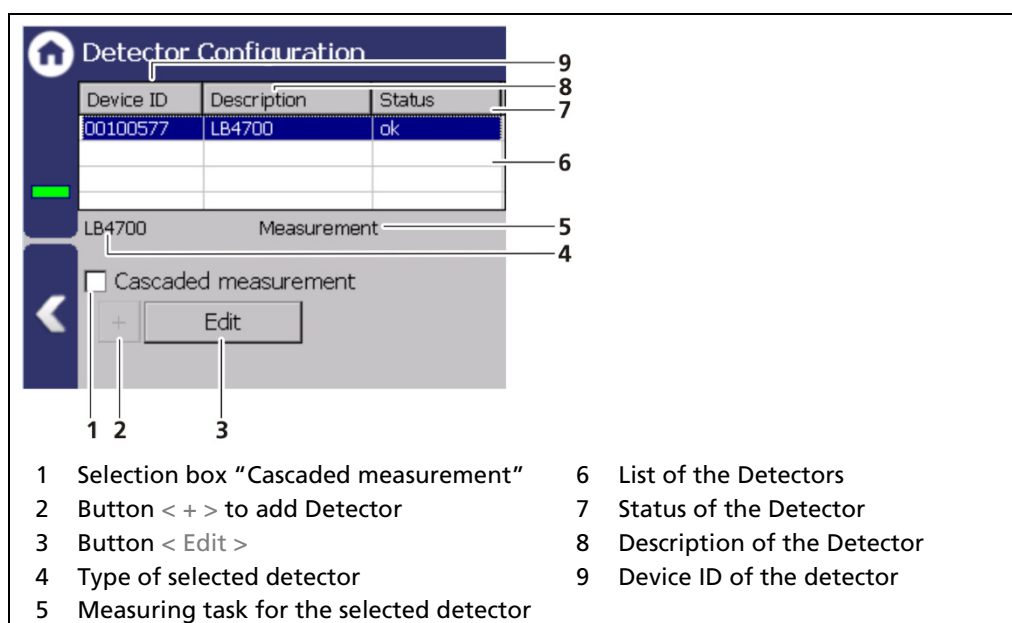 Detector Configuration
9
8
Device ID Description Status
7
00100577 LB4700 ok
6
LB4700 Measurement
5
4
Cascaded measurement
+ Edit
1 2 3
1 Selection box “Cascaded measurement”
2 Button < + > to add Detector
3 Button < Edit >
4 Type of selected detector
5 Measuring task for the selected detector
6 List of the Detectors
7 Status of the Detector
8 Description of the Detector
9 Device ID of the detector